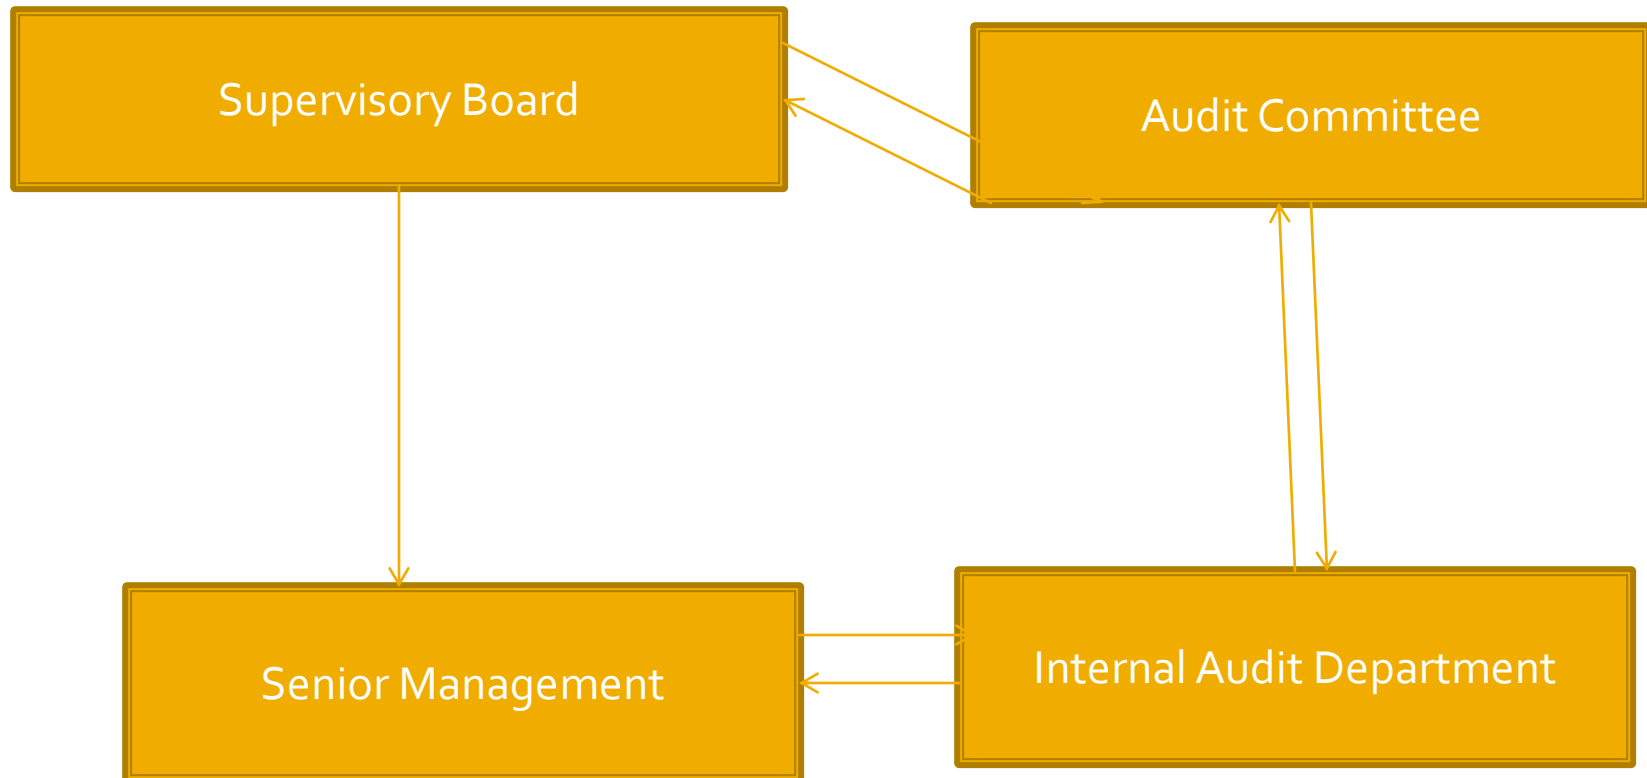 Supervisory Board
Audit Committee
Senior Management
Internal Audit Department